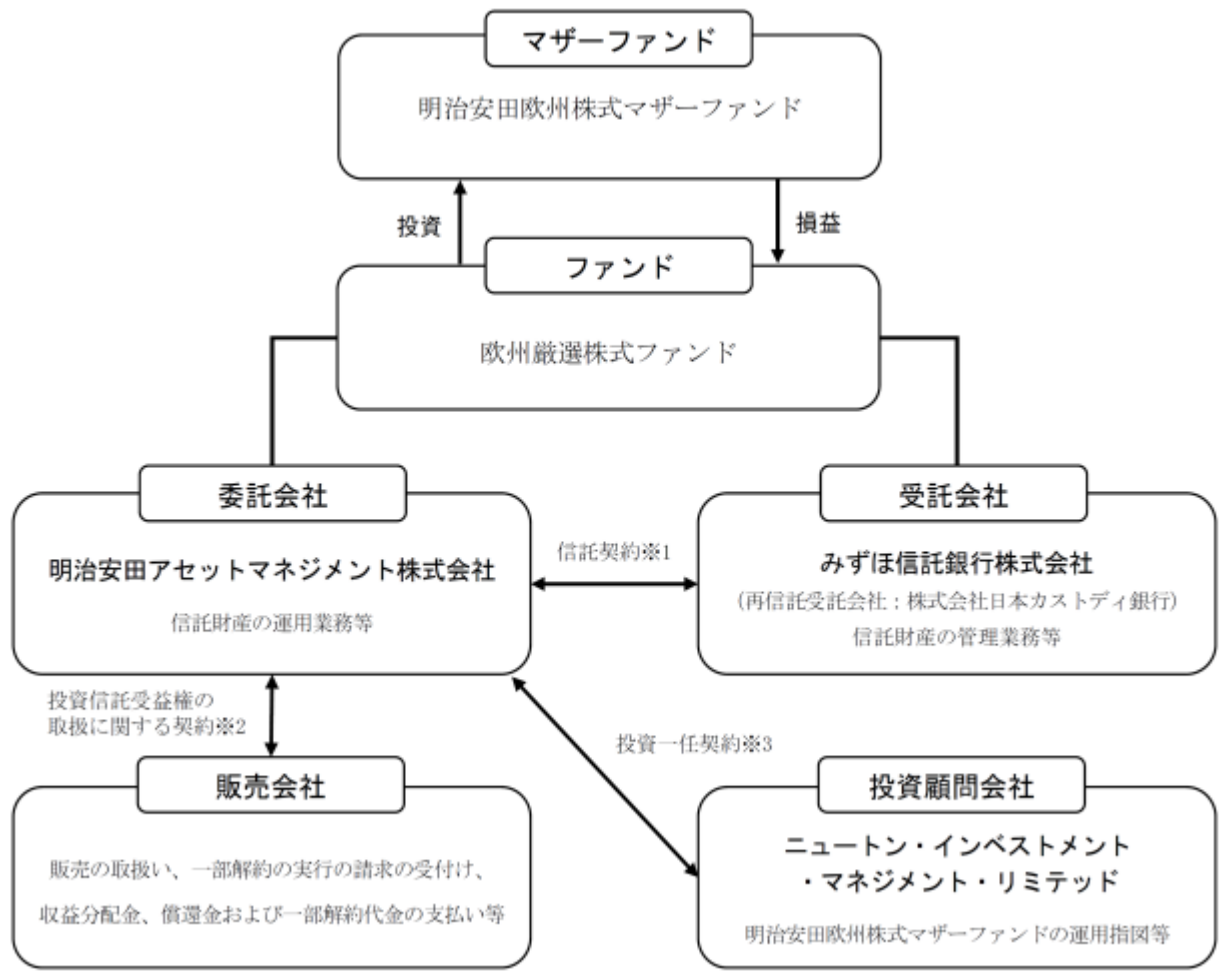 マザーファンド
明治安田欧州株式マザーファンド
投資
損益
ファンド
欧州厳選株式ファンド
委託会社
明治安田アセットマネジメント株式会社
信託財産の運用業務等
信託契約※1
受託会社
みずほ信託銀行株式会社
(再信託受託会社:株式会社日本カストディ銀行)
信託財産の管理業務等
投資信託受益権の
取扱に関する契約※2
投資一任契約※3
販売会社
販売の取扱い、一部解約の実行の請求の受付け、
収益分配金、償還金および一部解約代金の支払い等
投資顧問会社
ニュートン・インベストメント
・マネジメント・リミテッド
明治安田欧州株式マザーファンドの運用指図等